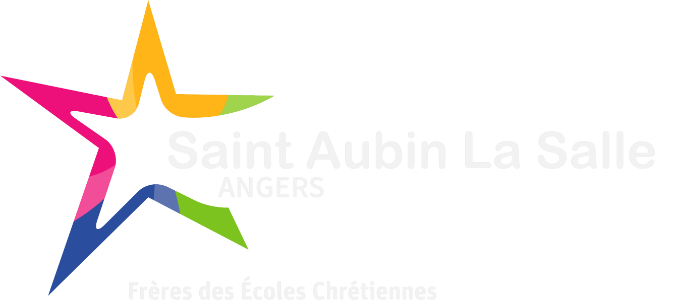 Saint Aubin La Salle
ANGERS
Frères des Écoles Chrétiennes